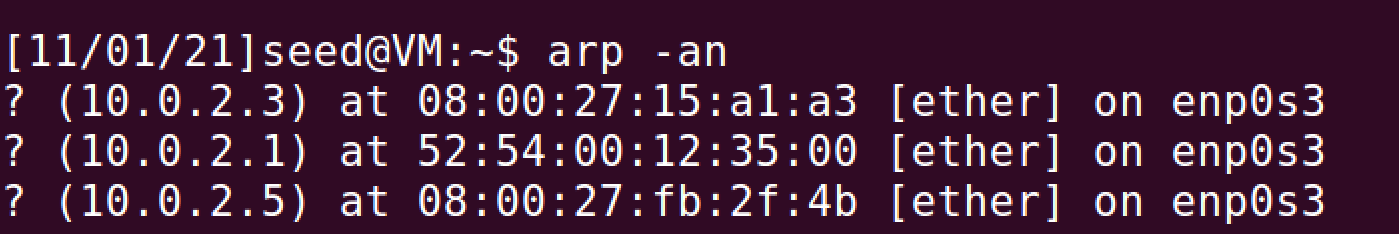 [11/01/21]seed@VM:~$ arp -an
? (10.0.2.3) at 08:00:27:15:a1:a3 [ether] on enp0s3
? (10.0.2.1) at 52:54:00:12:35:00 [ether] on enp0s3
? (10.0.2.5) at 08:00:27:fb:2f:4b [ether] on enp0s3